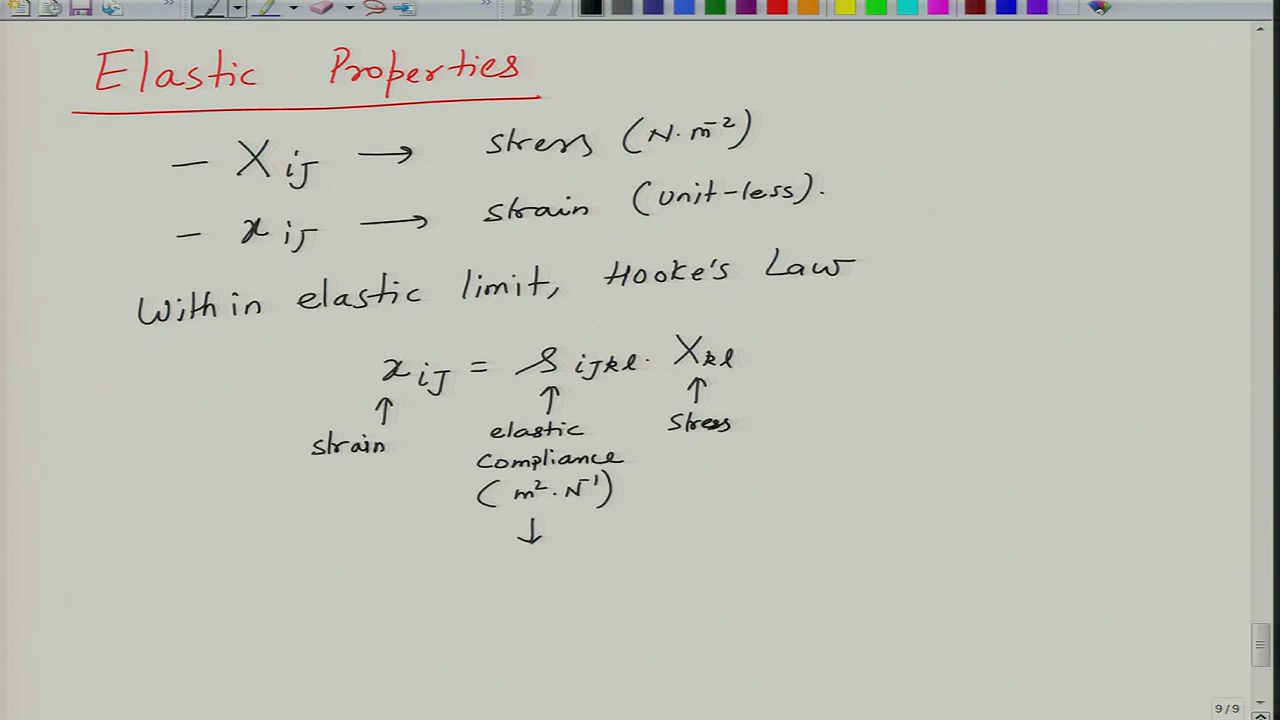 Elastic Properties
– X ij → stress (N·m⁻²)
– x ij → strain (unit-less).
Within elastic limit, Hooke's Law
x ij = s ijkl · X kl
↑ ↑ ↑
strain elastic stress
compliance
(m²·N⁻¹)
↓
9/9